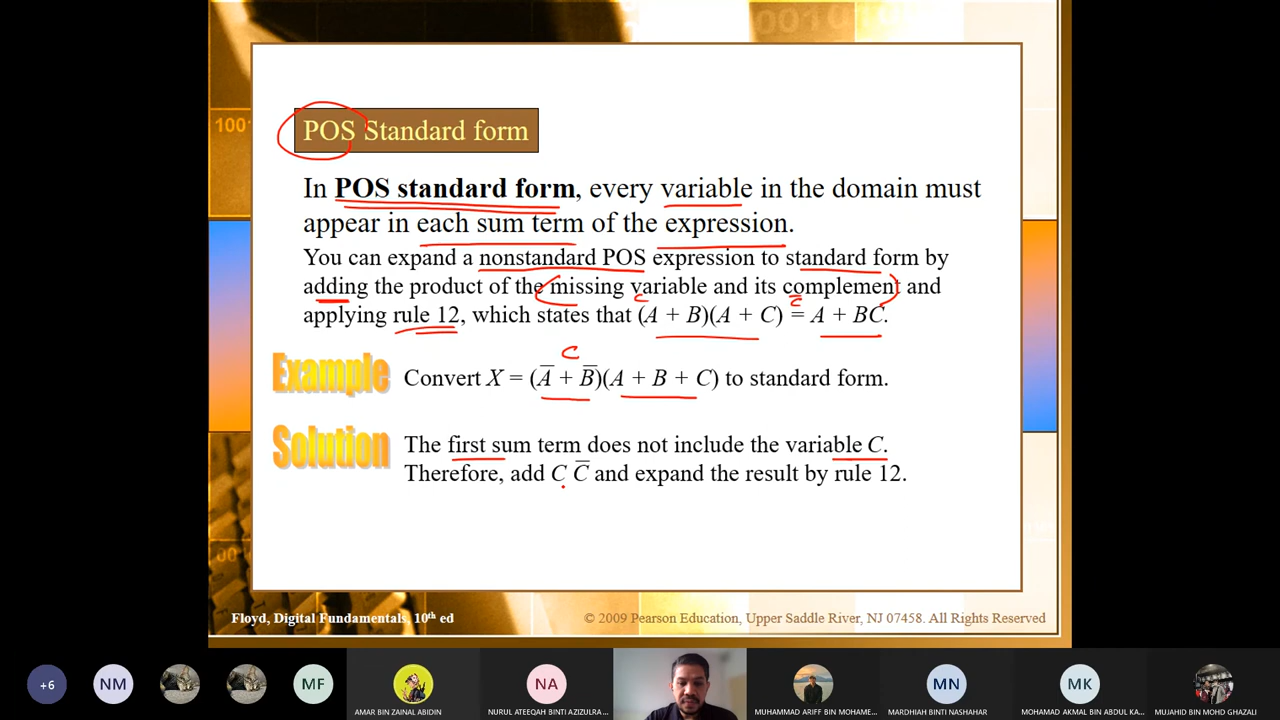 POS Standard form
In POS standard form, every variable in the domain must
appear in each sum term of the expression.
You can expand a nonstandard POS expression to standard form by
adding the product of the missing variable and its complement and
C C̅
applying rule 12, which states that (A + B)(A + C) = A + BC.
C
Example
Convert X = (A̅ + B̅)(A + B + C) to standard form.
Solution
The first sum term does not include the variable C.
Therefore, add C C̅ and expand the result by rule 12.
Floyd, Digital Fundamentals, 10th ed
© 2009 Pearson Education, Upper Saddle River, NJ 07458. All Rights Reserved
+6
NM
MF
AMAR BIN ZAINAL ABIDIN
NA
NURUL ATEEQAH BINTI AZIZULRA ...
MUHAMMAD ARIFF BIN MOHAME...
MN
MARDHIAH BINTI NASHAHAR
MK
MOHAMAD AKMAL BIN ABDUL KA...
MUJAHID BIN MOHD GHAZALI